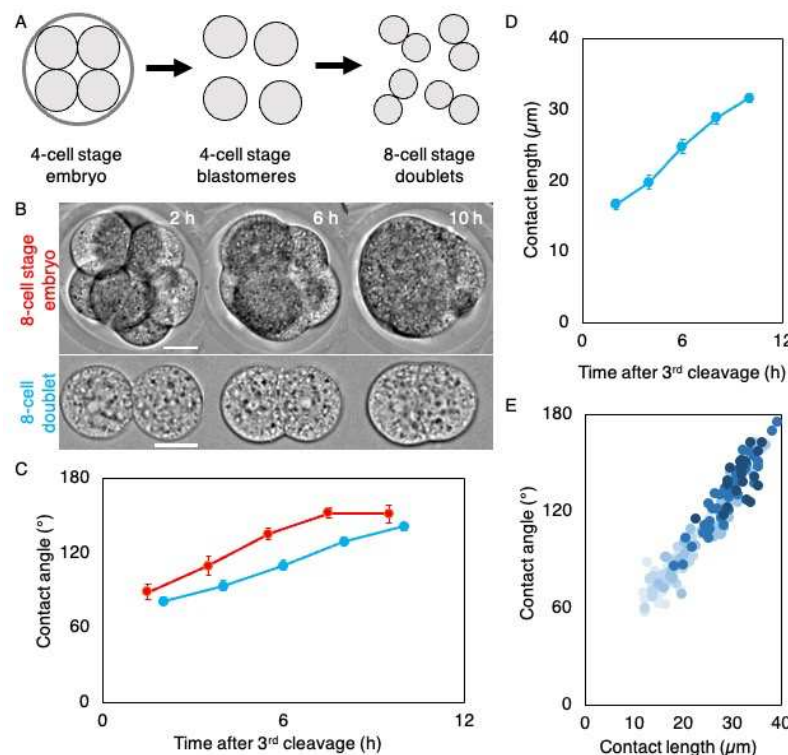 A
4-cell stage
embryo
4-cell stage
blastomeres
8-cell stage
doublets
B
8-cell stage
embryo
2 h
6 h
10 h
8-cell
doublet
C
180
120
60
0
Contact angle (°)
0
6
12
Time after 3rd cleavage (h)
D
40
30
20
10
0
Contact length (µm)
0
6
12
Time after 3rd cleavage (h)
E
180
120
60
0
Contact angle (°)
0
10
20
30
40
Contact length (µm)